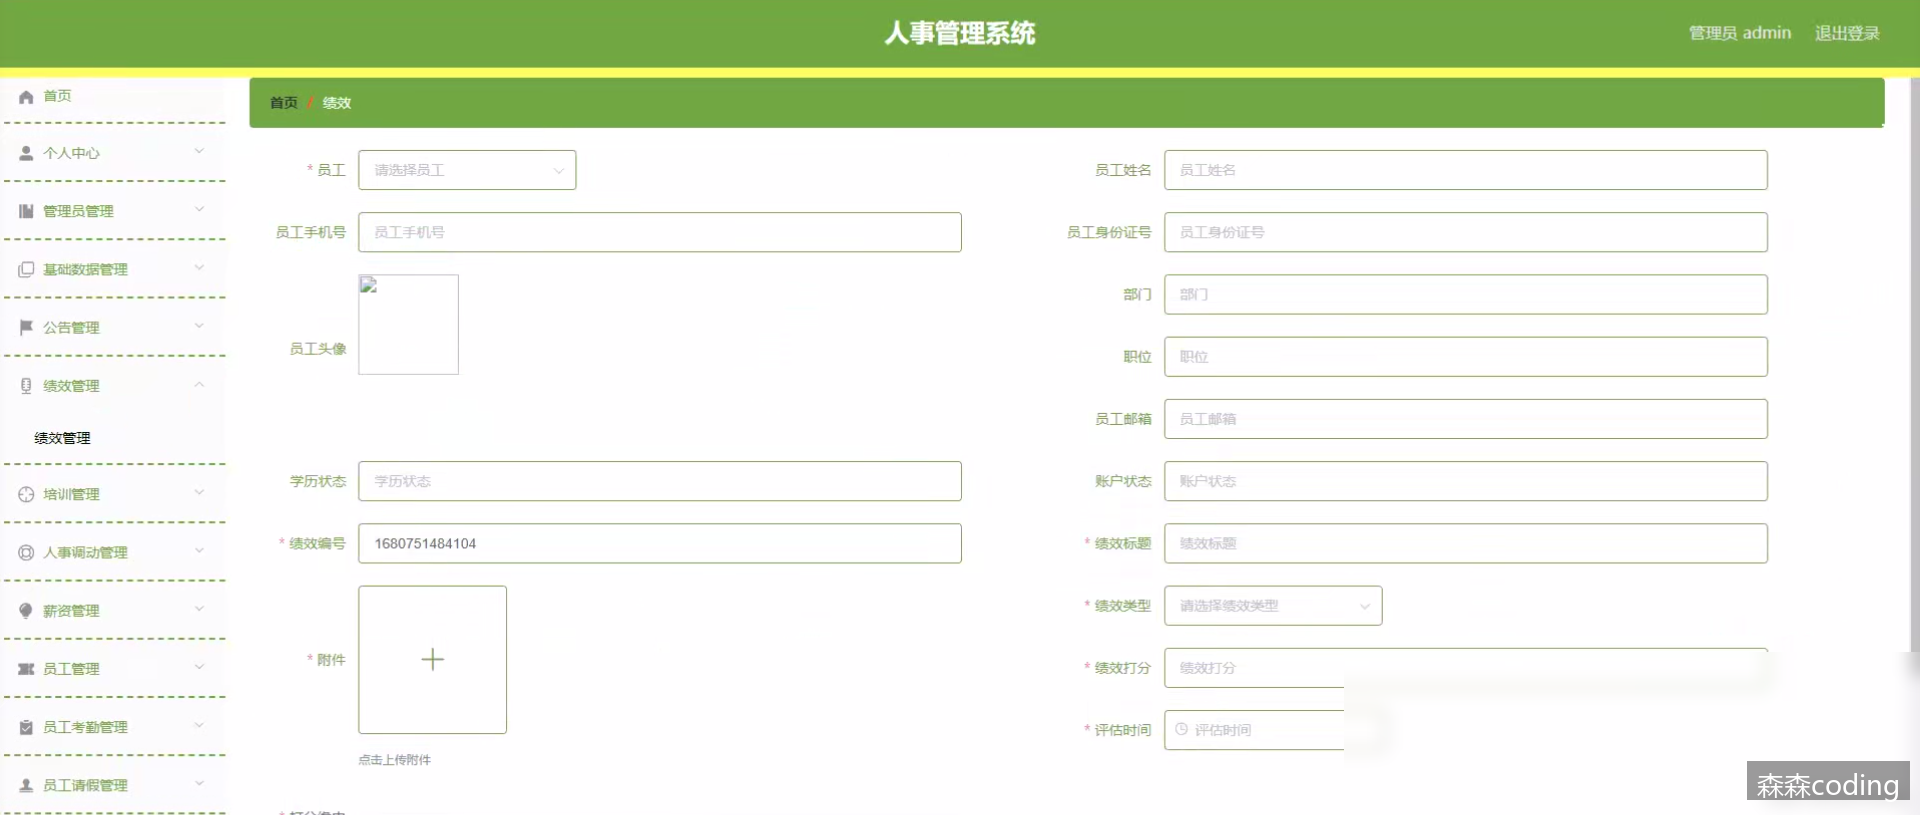 人事管理系统
管理员 admin
退出登录
首页
个人中心
管理员管理
基础数据管理
公告管理
绩效管理
绩效管理
培训管理
人事调动管理
薪资管理
员工管理
员工考勤管理
员工请假管理
首页 / 绩效
* 员工 请选择员工
员工姓名 员工姓名
员工手机号 员工手机号
员工身份证号 员工身份证号
员工头像
部门 部门
职位 职位
员工邮箱 员工邮箱
学历状态 学历状态
账户状态 账户状态
* 绩效编号 1680751484104
* 绩效标题 绩效标题
* 附件
点击上传附件
* 绩效类型 请选择绩效类型
* 绩效打分 绩效打分
* 评估时间 评估时间
森森coding